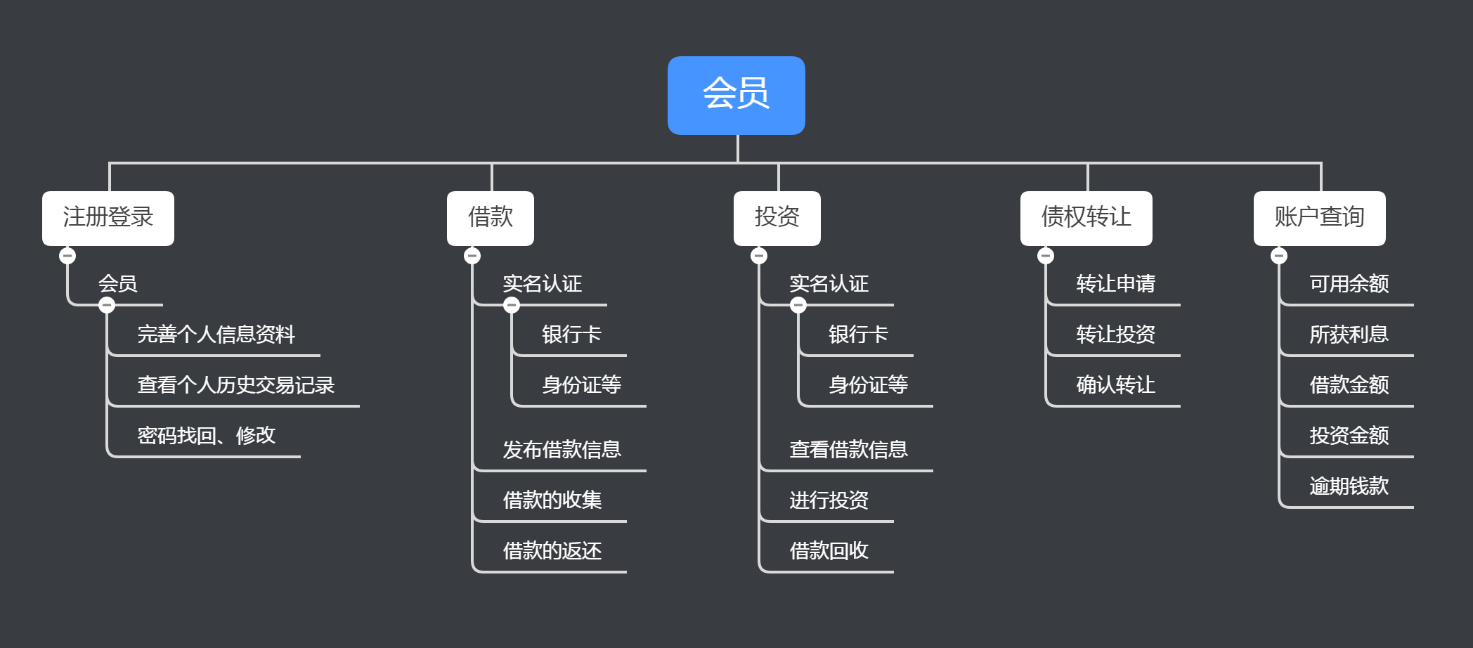 会员
注册登录
会员
完善个人信息资料
查看个人历史交易记录
密码找回、修改
借款
实名认证
银行卡
身份证等
发布借款信息
借款的收集
借款的返还
投资
实名认证
银行卡
身份证等
查看借款信息
进行投资
借款回收
债权转让
转让申请
转让投资
确认转让
账户查询
可用余额
所获利息
借款金额
投资金额
逾期钱款